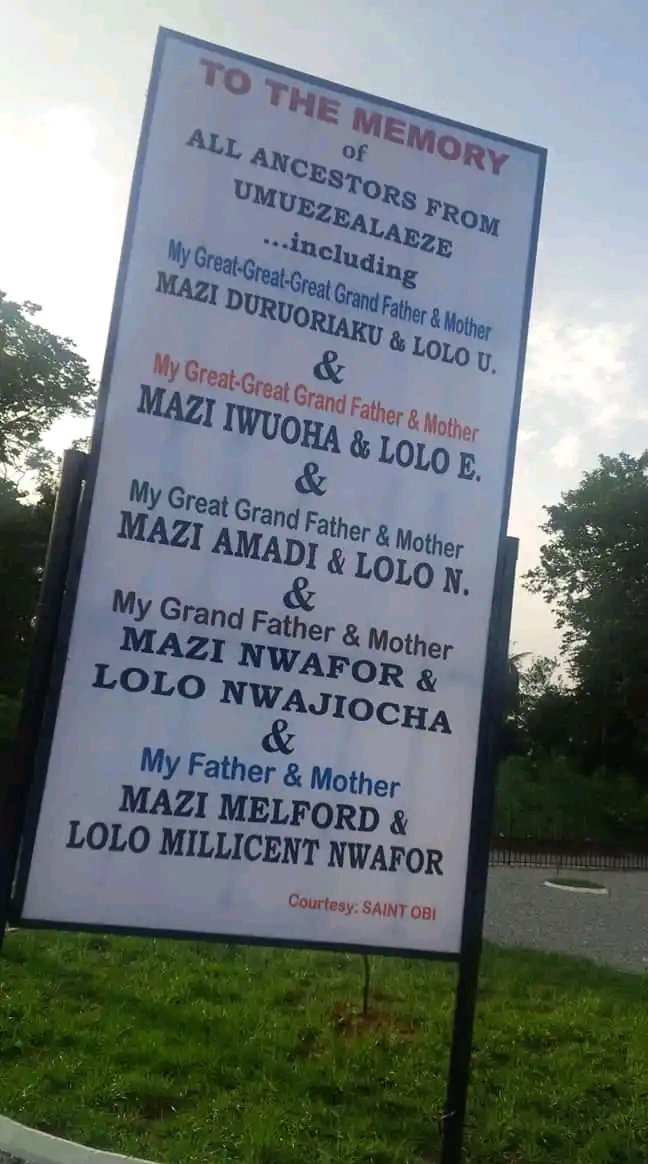 TO THE MEMORY
of
ALL ANCESTORS FROM
UMUEZEALAEZE
...including
My Great-Great-Great Grand Father & Mother
MAZI DURUORIAKU & LOLO U.
&
My Great-Great Grand Father & Mother
MAZI IWUOHA & LOLO E.
&
My Great Grand Father & Mother
MAZI AMADI & LOLO N.
&
My Grand Father & Mother
MAZI NWAFOR &
LOLO NWAJIOCHA
&
My Father & Mother
MAZI MELFORD &
LOLO MILLICENT NWAFOR
Courtesy: SAINT OBI